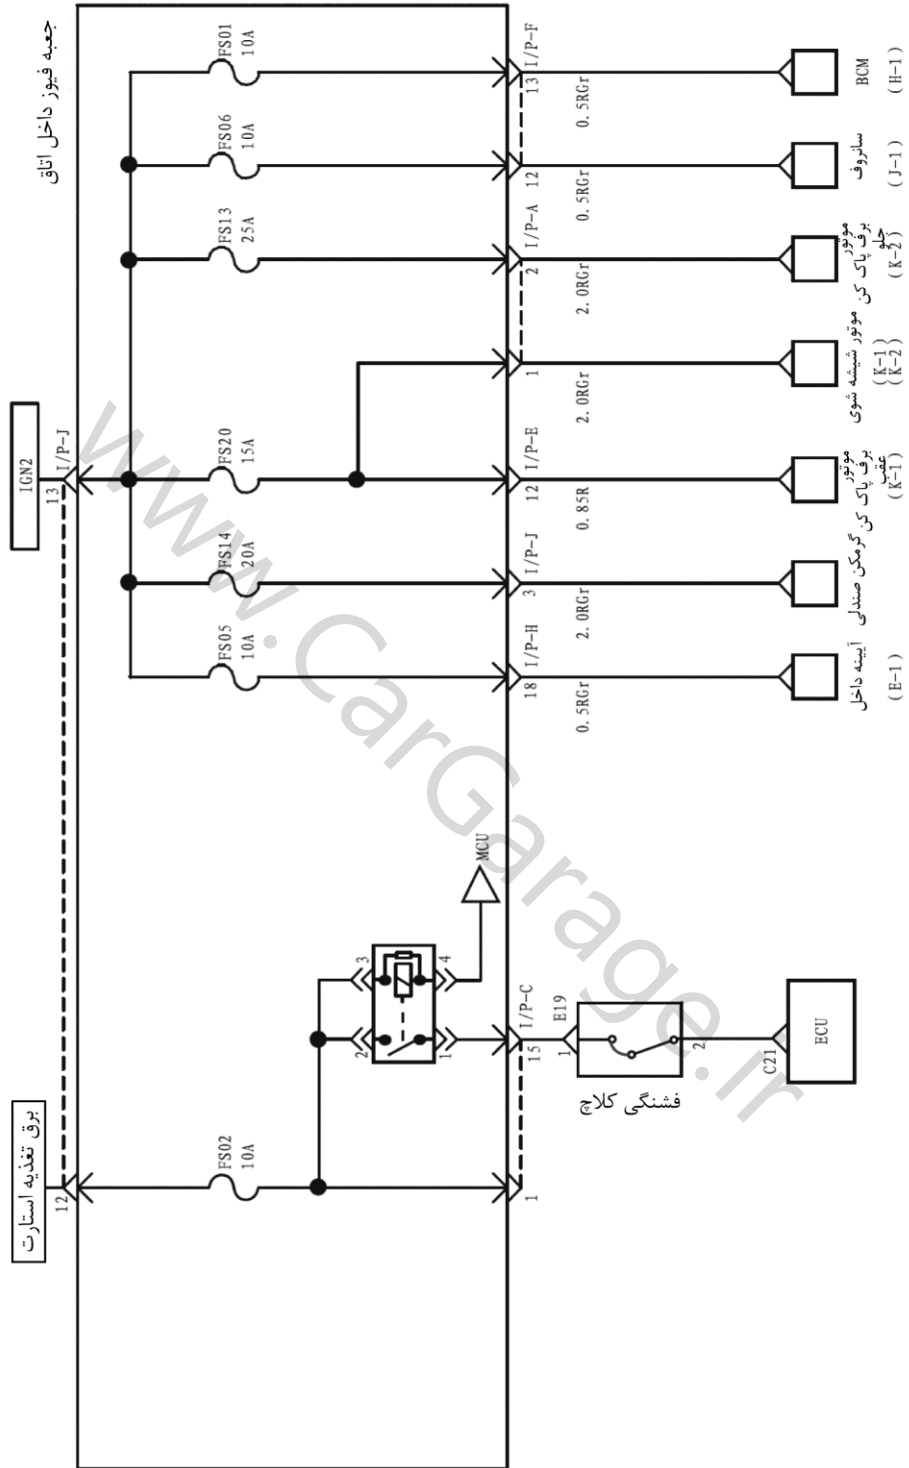 جعبه فیوز داخل اتاق
IGN2
13
I/P-J
FS01
10A
FS06
10A
FS13
25A
FS20
15A
FS14
20A
FS05
10A
I/P-F
13
0.5RGr
BCM
(H-1)
12
0.5RGr
سانروف
(J-1)
I/P-A
2
2.0RGr
موتور
برف پاک کن
جلو
(K-2)
1
2.0RGr
موتور شیشه شوی
(K-1)
(K-2)
I/P-E
12
0.85R
موتور
برف پاک کن
عقب
(K-1)
I/P-J
3
2.0RGr
گرمکن صندلی
I/P-H
18
0.5RGr
آیینه داخل
(E-1)
MCU
3
4
2
1
I/P-C
15
E19
1
2
فشنگی کلاچ
C21
ECU
برق تغذیه استارت
12
FS02
10A
1
www.CarGarage.ir